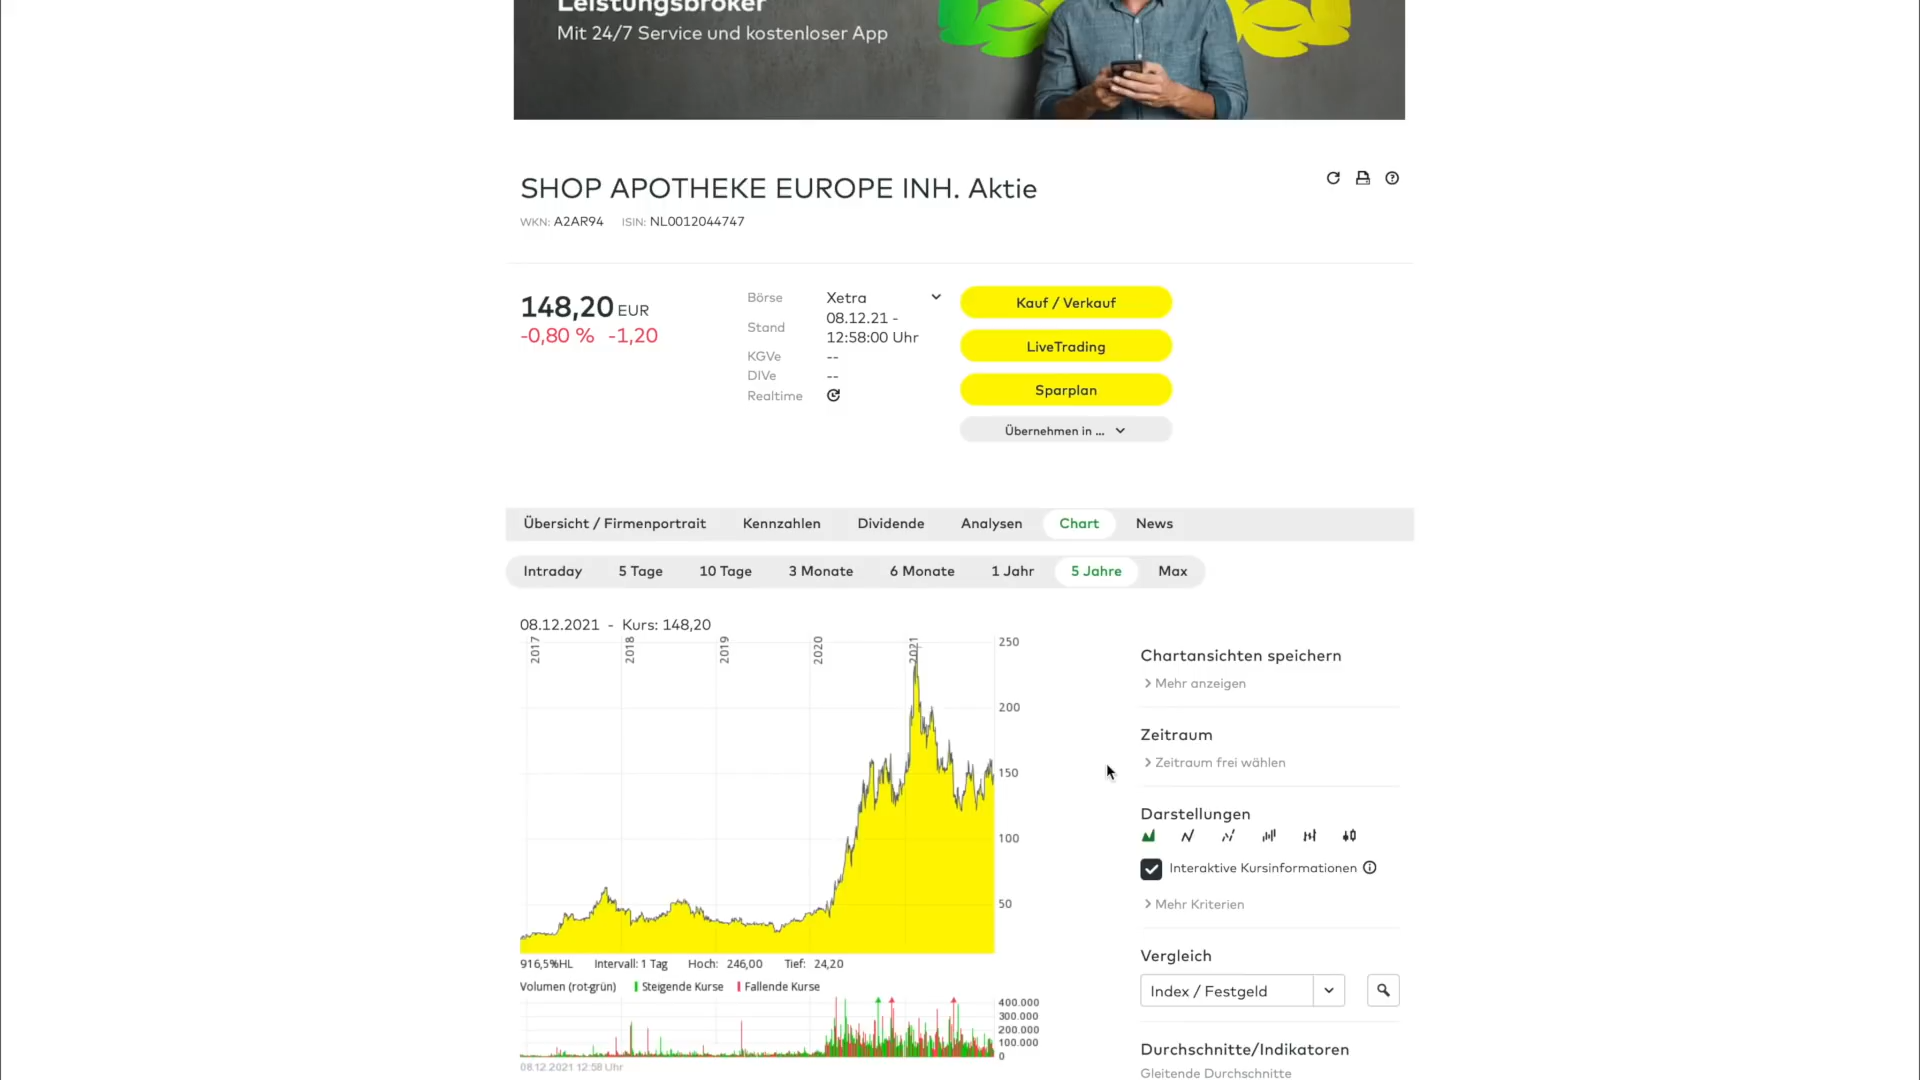 Leistungsbroker
Mit 24/7 Service und kostenloser App
SHOP APOTHEKE EUROPE INH. Aktie
WKN: A2AR94 ISIN: NL0012044747
148,20 EUR
-0,80 % -1,20
Börse Xetra
Stand 08.12.21 -
12:58:00 Uhr
KGVe --
DIVe --
Realtime
Kauf / Verkauf
LiveTrading
Sparplan
Übernehmen in ...
Übersicht / Firmenportrait Kennzahlen Dividende Analysen Chart News
Intraday 5 Tage 10 Tage 3 Monate 6 Monate 1 Jahr 5 Jahre Max
08.12.2021 - Kurs: 148,20
2017 2018 2019 2020 2021
250
200
150
100
50
916,5%HL Intervall: 1 Tag Hoch: 246,00 Tief: 24,20
Volumen (rot-grün) Steigende Kurse Fallende Kurse
400.000
300.000
200.000
100.000
0
08.12.2021 12:58 Uhr
Chartansichten speichern
Mehr anzeigen
Zeitraum
Zeitraum frei wählen
Darstellungen
Interaktive Kursinformationen
Mehr Kriterien
Vergleich
Index / Festgeld
Durchschnitte/Indikatoren
Gleitende Durchschnitte